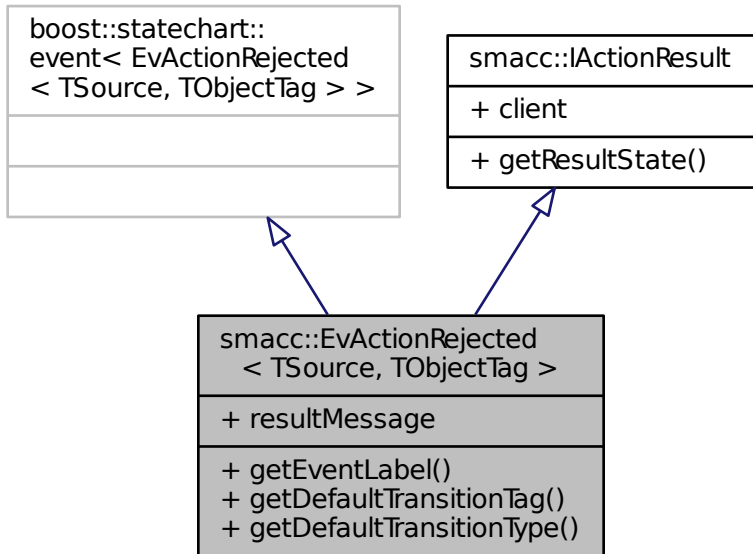 boost::statechart::
event< EvActionRejected
< TSource, TObjectTag > >
smacc::IActionResult
+ client
+ getResultState()
smacc::EvActionRejected
< TSource, TObjectTag >
+ resultMessage
+ getEventLabel()
+ getDefaultTransitionTag()
+ getDefaultTransitionType()